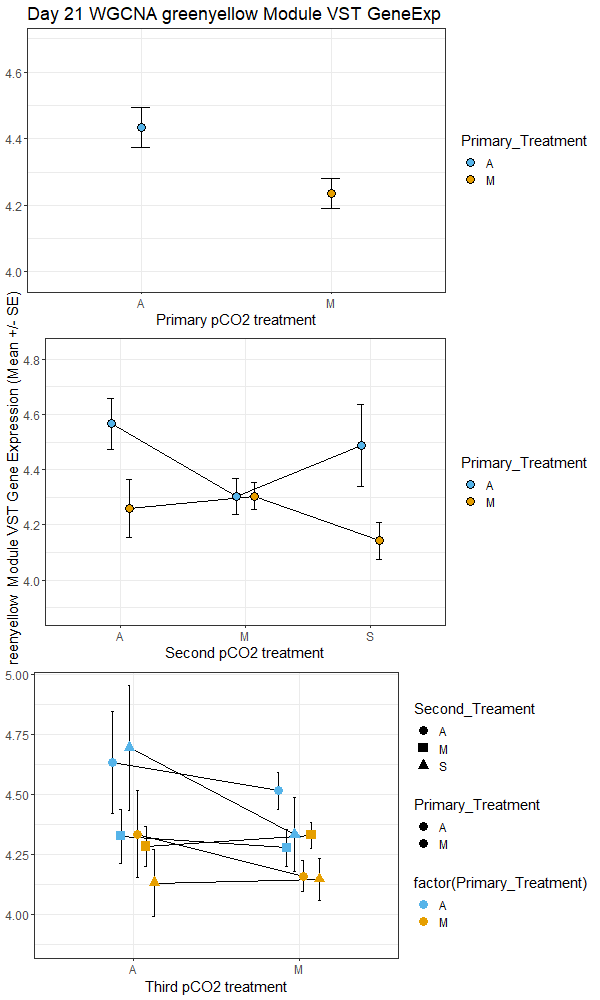 Day 21 WGCNA greenyellow Module VST GeneExp
4.6
4.4
4.2
4.0
A
M
Primary pCO2 treatment
Primary_Treatment
A
M
reenyellow Module VST Gene Expression (Mean +/- SE)
4.8
4.6
4.4
4.2
4.0
A
M
S
Second pCO2 treatment
Primary_Treatment
A
M
5.00
4.75
4.50
4.25
4.00
A
M
Third pCO2 treatment
Second_Treament
A
M
S
Primary_Treatment
A
M
factor(Primary_Treatment)
A
M